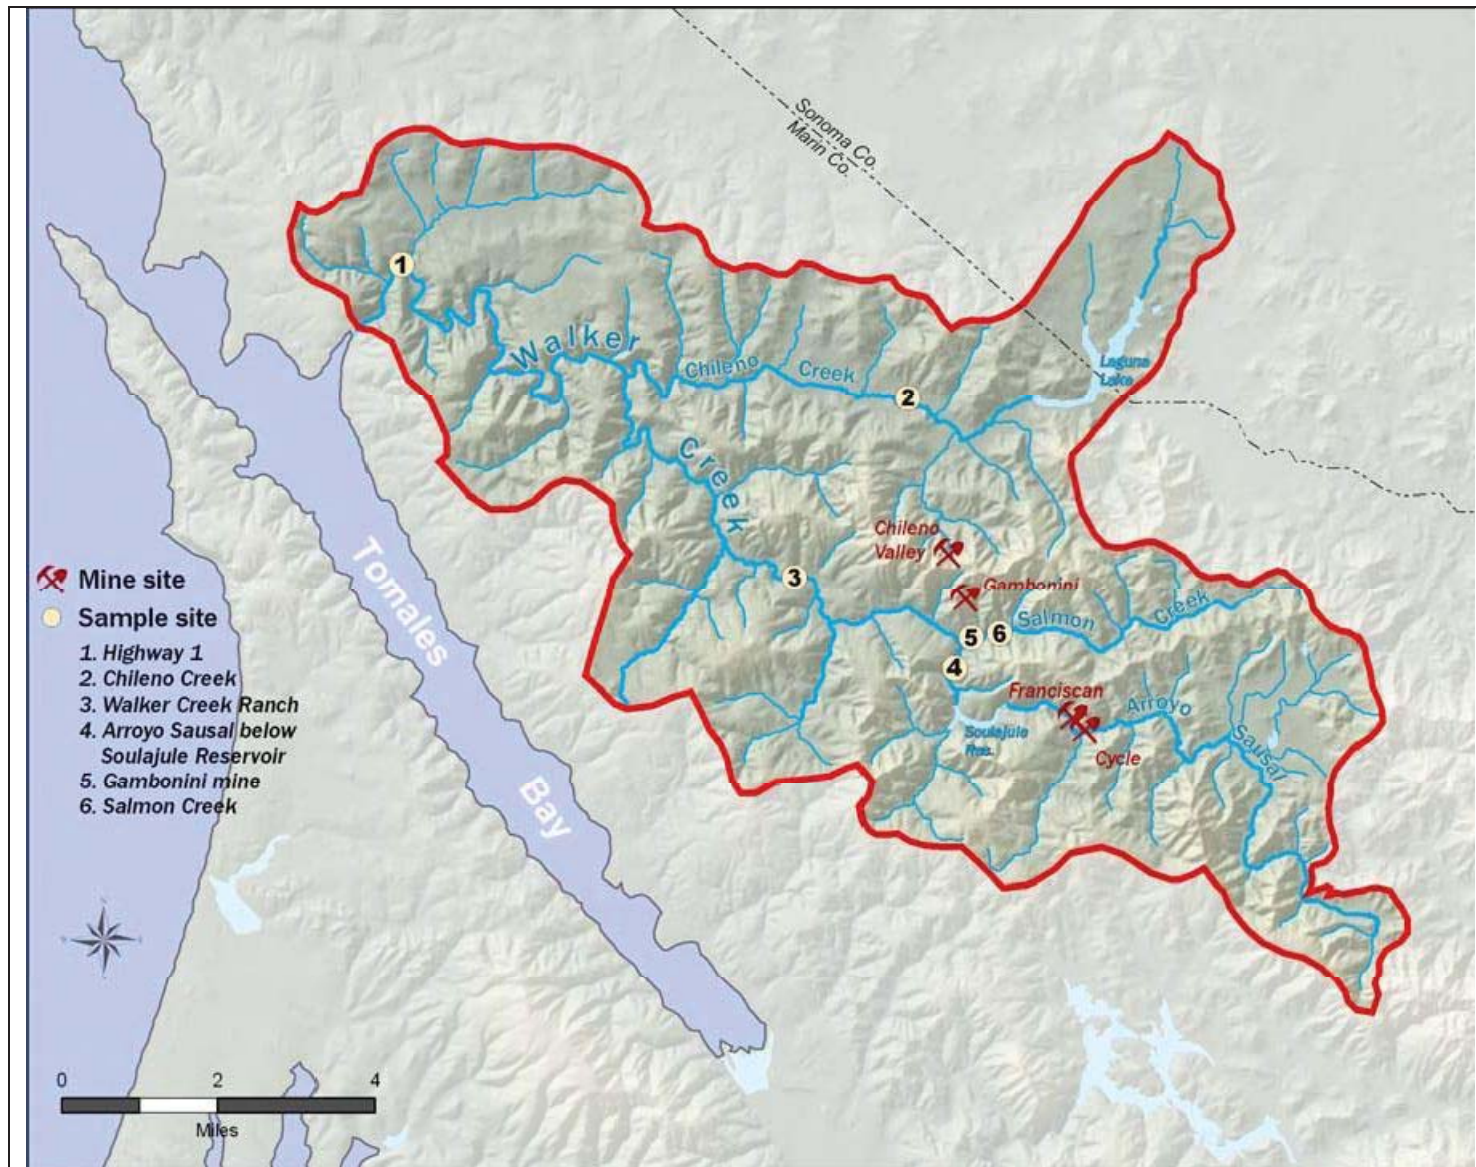 Sonoma Co.
Marin Co.
1
Walker
Chileno Creek
2
Laguna
Lake
Creek
Chileno
Valley
3
Gambonini
Salmon Creek
5
6
4
Franciscan
Arroyo
Sausal
Soulajule
Res.
Cycle
Tomales
Bay
Mine site
Sample site
1. Highway 1
2. Chileno Creek
3. Walker Creek Ranch
4. Arroyo Sausal below
Soulajule Reservoir
5. Gambonini mine
6. Salmon Creek
0 2 4
Miles